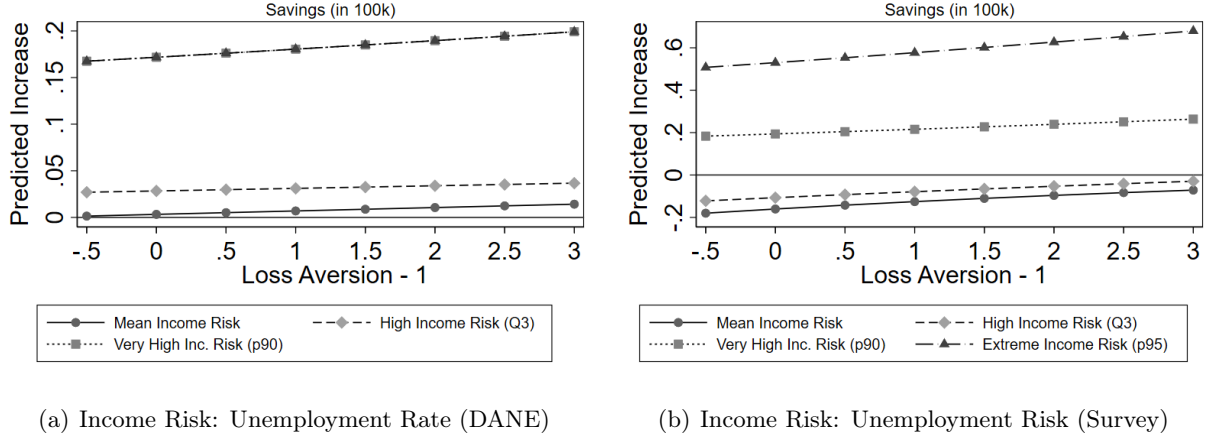 Savings (in 100k)
Predicted Increase
.2
.15
.1
.05
0
-.5 0 .5 1 1.5 2 2.5 3
Loss Aversion - 1
Mean Income Risk
High Income Risk (Q3)
Very High Inc. Risk (p90)
(a) Income Risk: Unemployment Rate (DANE)
Savings (in 100k)
Predicted Increase
.6
.4
.2
0
-.2
-.5 0 .5 1 1.5 2 2.5 3
Loss Aversion - 1
Mean Income Risk
High Income Risk (Q3)
Very High Inc. Risk (p90)
Extreme Income Risk (p95)
(b) Income Risk: Unemployment Risk (Survey)